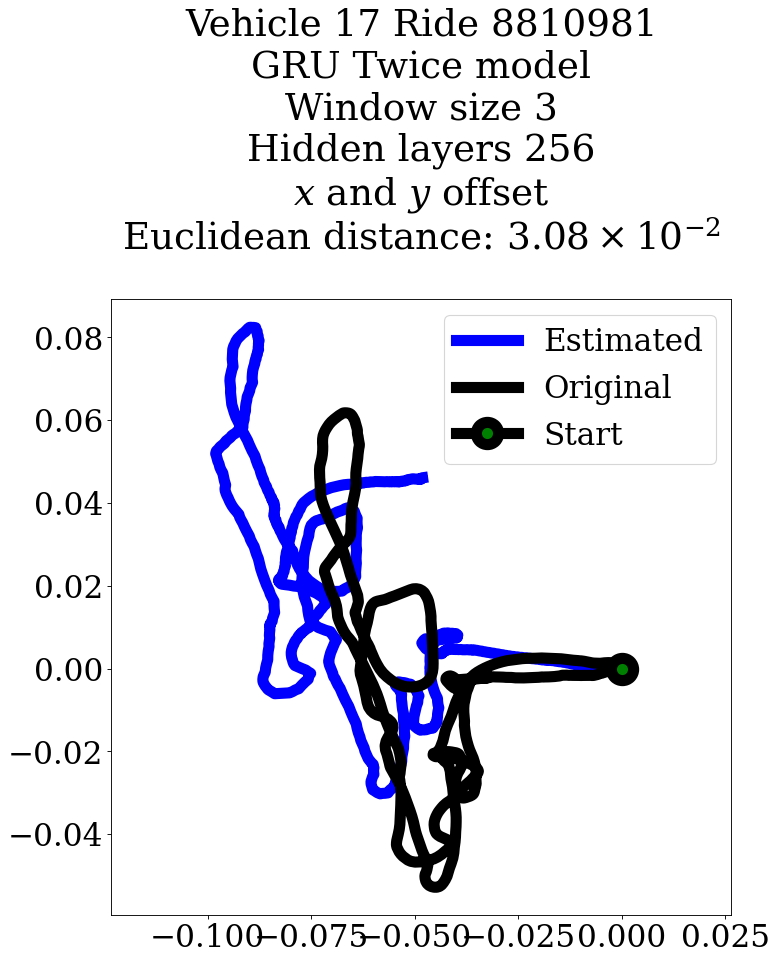 Vehicle 17 Ride 8810981
GRU Twice model
Window size 3
Hidden layers 256
x and y offset
Euclidean distance: 3.08 × 10⁻²
Estimated
Original
Start
0.08
0.06
0.04
0.02
0.00
−0.02
−0.04
−0.100 −0.075 −0.050 −0.025 0.000 0.025